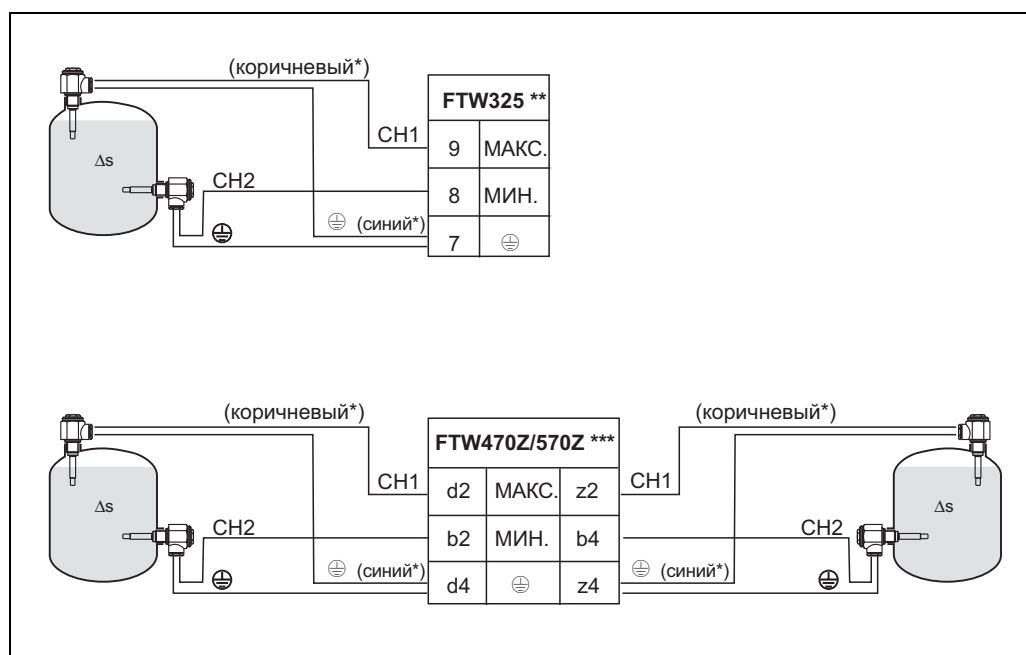 (коричневый*)
FTW325 **
CH1
9 МАКС.
Δs
CH2
8 МИН.
(синий*)
7
(коричневый*) (коричневый*)
FTW470Z/570Z ***
CH1 d2 МАКС. z2 CH1
Δs Δs
CH2 b2 МИН. b4 CH2
(синий*) d4 z4 (синий*)